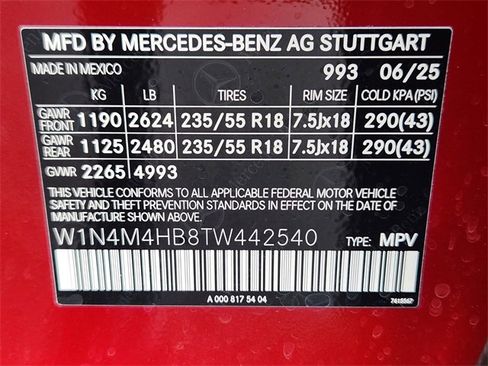 MFD BY MERCEDES-BENZ AG STUTTGART
MADE IN MEXICO 993 06/25
KG LB TIRES RIM SIZE COLD KPA(PSI)
GAWR FRONT 1190 2624 235/55 R18 7.5Jx18 290(43)
GAWR REAR 1125 2480 235/55 R18 7.5Jx18 290(43)
GVWR 2265 4993
THIS VEHICLE CONFORMS TO ALL APPLICABLE FEDERAL MOTOR VEHICLE
SAFETY AND THEFT PREVENTION STANDARDS IN EFFECT ON THE DATE OF
MANUFACTURE SHOWN ABOVE.
W1N4M4HB8TW442540 TYPE: MPV
A 000 817 54 04